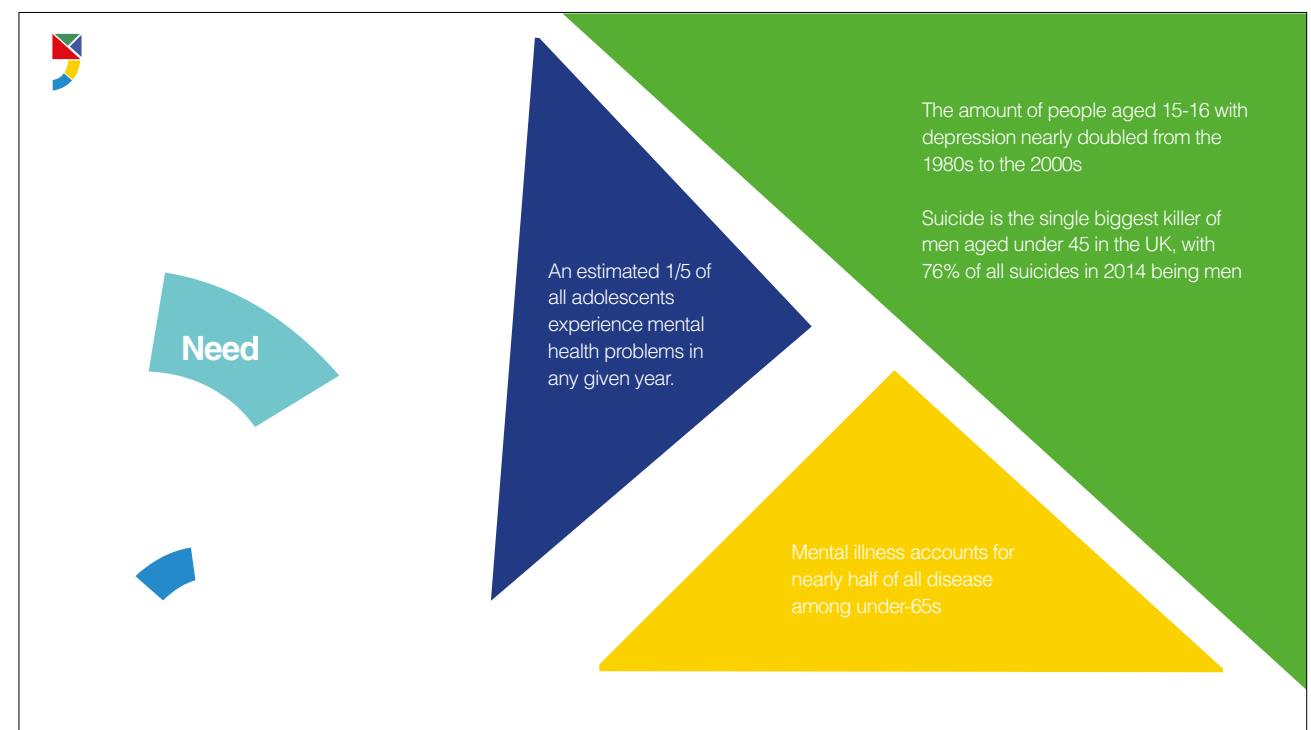 Need
An estimated 1/5 of
all adolescents
experience mental
health problems in
any given year.
The amount of people aged 15-16 with
depression nearly doubled from the
1980s to the 2000s
Suicide is the single biggest killer of
men aged under 45 in the UK, with
76% of all suicides in 2014 being men
Mental illness accounts for
nearly half of all disease
among under-65s